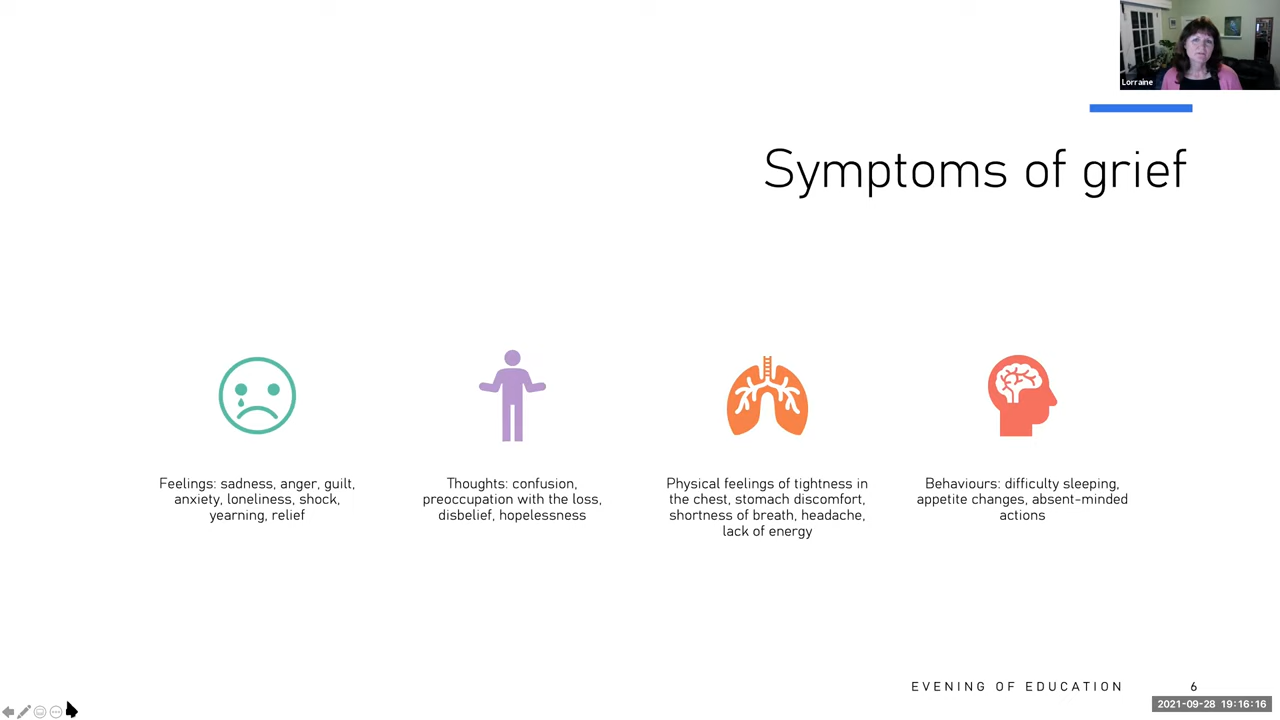 Lorraine
Symptoms of grief
Feelings: sadness, anger, guilt,
anxiety, loneliness, shock,
yearning, relief
Thoughts: confusion,
preoccupation with the loss,
disbelief, hopelessness
Physical feelings of tightness in
the chest, stomach discomfort,
shortness of breath, headache,
lack of energy
Behaviours: difficulty sleeping,
appetite changes, absent-minded
actions
EVENING OF EDUCATION 6
2021-09-28 19:16:16